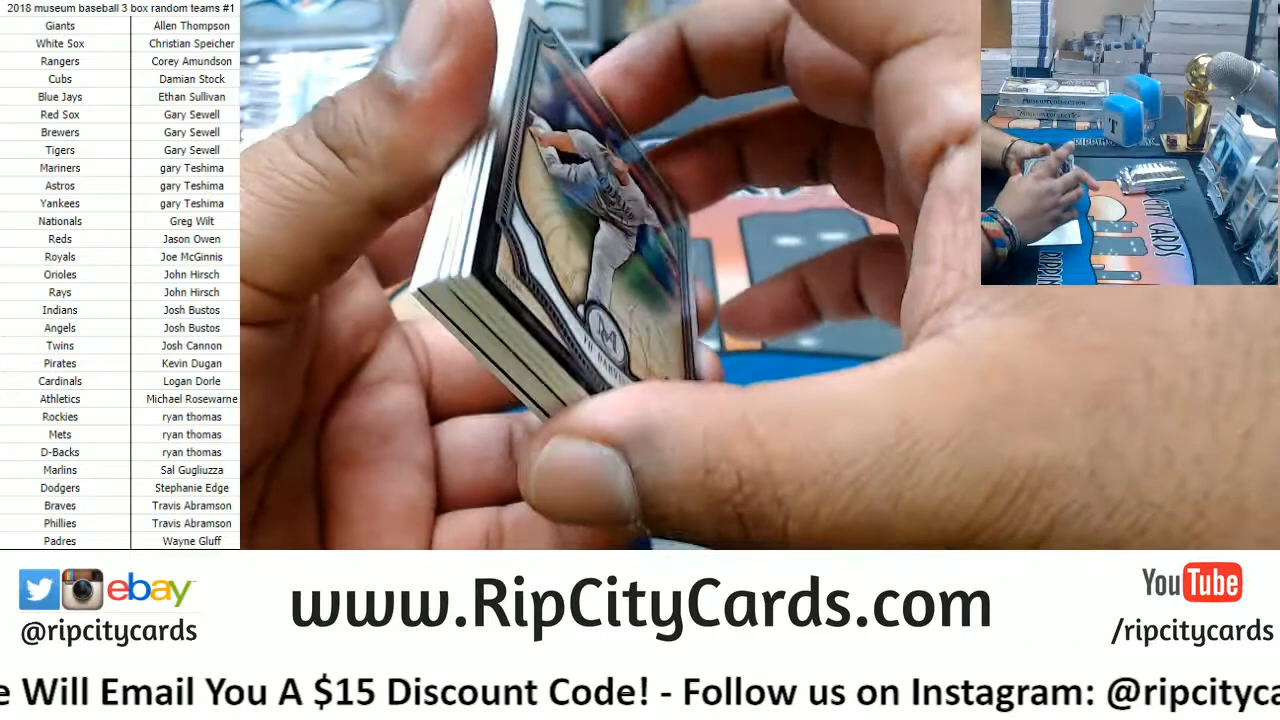 2018 museum baseball 3 box random teams #1
Giants Allen Thompson
White Sox Christian Speicher
Rangers Corey Amundson
Cubs Damian Stock
Blue Jays Ethan Sullivan
Red Sox Gary Sewell
Brewers Gary Sewell
Tigers Gary Sewell
Mariners gary Teshima
Astros gary Teshima
Yankees gary Teshima
Nationals Greg Wilt
Reds Jason Owen
Royals Joe McGinnis
Orioles John Hirsch
Rays John Hirsch
Indians Josh Bustos
Angels Josh Bustos
Twins Josh Cannon
Pirates Kevin Dugan
Cardinals Logan Dorle
Athletics Michael Rosewarne
Rockies ryan thomas
Mets ryan thomas
D-Backs ryan thomas
Marlins Sal Gugliuzza
Dodgers Stephanie Edge
Braves Travis Abramson
Phillies Travis Abramson
Padres Wayne Gluff
M
MUSEUM COLLECTION
T
CITY CARDS
ebay
@ripcitycards
www.RipCityCards.com
YouTube
/ripcitycards
e Will Email You A $15 Discount Code! - Follow us on Instagram: @ripcityca